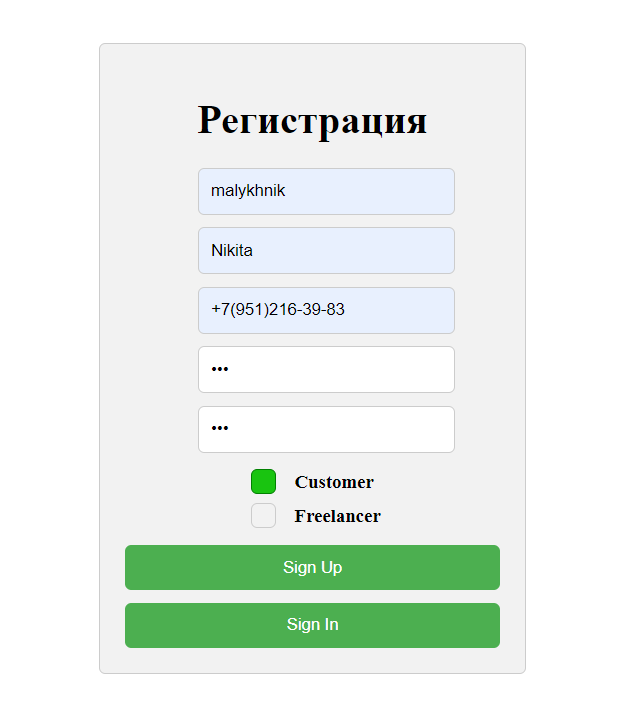 Регистрация
malykhnik
Nikita
+7(951)216-39-83
•••
•••
Customer
Freelancer
Sign Up
Sign In